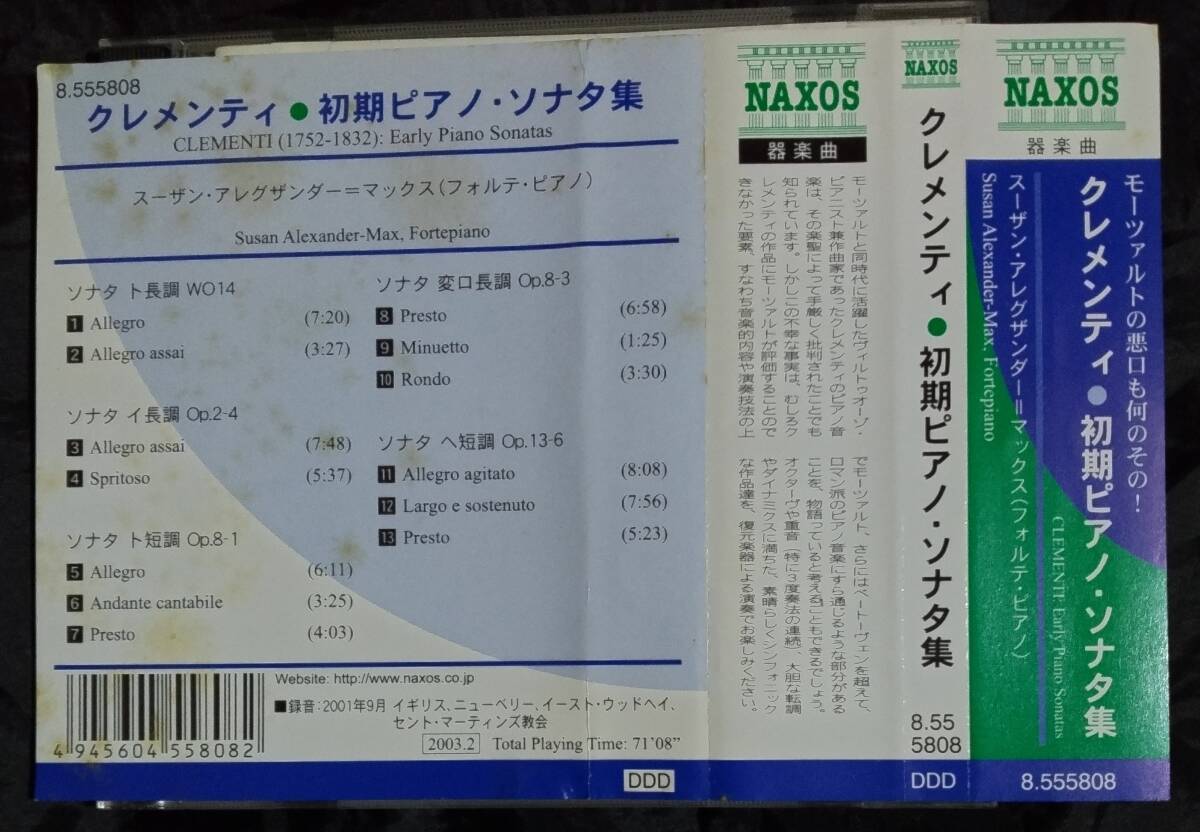 8.555808
クレメンティ●初期ピアノ・ソナタ集
CLEMENTI (1752-1832): Early Piano Sonatas
スーザン・アレグザンダー＝マックス(フォルテ・ピアノ)
Susan Alexander-Max, Fortepiano
ソナタ ト長調 WO14
1 Allegro (7:20)
2 Allegro assai (3:27)
ソナタ イ長調 Op.2-4
3 Allegro assai (7:48)
4 Spritoso (5:37)
ソナタ ト短調 Op.8-1
5 Allegro (6:11)
6 Andante cantabile (3:25)
7 Presto (4:03)
ソナタ 変ロ長調 Op.8-3
8 Presto (6:58)
9 Minuetto (1:25)
10 Rondo (3:30)
ソナタ ヘ短調 Op.13-6
11 Allegro agitato (8:08)
12 Largo e sostenuto (7:56)
13 Presto (5:23)
4 945604 558082
Website: http://www.naxos.co.jp
■録音：2001年9月 イギリス、ニューベリー、イースト・ウッドヘイ、
セント・マーティンズ教会
2003.2 Total Playing Time: 71'08"
DDD
NAXOS
器楽曲
モーツァルトと同時代に活躍したヴィルトゥオーゾ・
ピアニスト兼作曲家であったクレメンティのピアノ音
楽は、その楽聖によって手厳しく批判されたことでも
知られています。しかしこの不幸な事実は、むしろク
レメンティの作品にモーツァルトが評価することので
きなかった要素、すなわち音楽的内容や演奏技法の上
でモーツァルト、さらにはベートーヴェンを超えて、
ロマン派のピアノ音楽にすら通じるような部分がある
ことを、物語っていると考えることもできるでしょう。
オクターヴや重音（特に3度奏法の連続）、大胆な転調
やダイナミクスに満ちた、素晴らしくシンフォニック
な作品達を、復元楽器による演奏でお楽しみください。
NAXOS
クレメンティ●初期ピアノ・ソナタ集
8.55
5808
DDD
NAXOS
器楽曲
モーツァルトの悪口も何のその！
クレメンティ●初期ピアノ・ソナタ集
CLEMENTI: Early Piano Sonatas
スーザン・アレグザンダー＝マックス(フォルテ・ピアノ)
Susan Alexander-Max, Fortepiano
8.555808